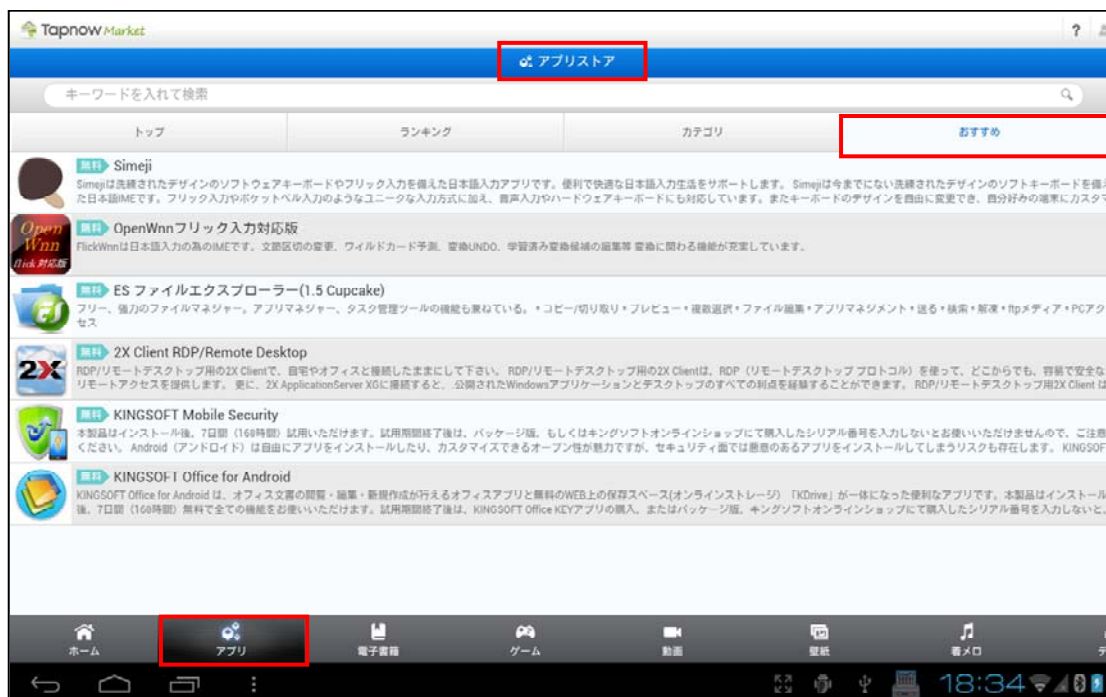 Tapnow Market
?
アプリストア
キーワードを入れて検索
トップ ランキング カテゴリ おすすめ
無料 Simeji
Simejiは洗練されたデザインのソフトウェアキーボードやフリック入力を備えた日本語入力アプリです。便利で快適な日本語入力生活をサポートします。 Simejiは今までにない洗練されたデザインのソフトキーボードを備え
た日本語IMEです。フリック入力やポケットベル入力のようなユニークな入力方式に加え、音声入力やハードウェアキーボードにも対応しています。またキーボードのデザインを自由に変更でき、自分好みの端末にカスタマ
Open
Wnn
flick 対応版
無料 OpenWnnフリック入力対応版
FlickWnnは日本語入力の為のIMEです。文節区切の変更、ワイルドカード予測、変換UNDO、学習済み変換候補の編集等 変換に関わる機能が充実しています。
無料 ES ファイルエクスプローラー(1.5 Cupcake)
フリー、強力のファイルマネジャー。アプリマネジャー、タスク管理ツールの機能も兼ねている。・コピー/切り取り・プレビュー・複数選択・ファイル編集・アプリマネジメント・送る・検索・解凍・ftpメディア・PCアク
セス
2X
無料 2X Client RDP/Remote Desktop
RDP/リモートデスクトップ用の2X Clientで、自宅やオフィスと接続したままにして下さい。 RDP/リモートデスクトップ用の2X Clientは、RDP（リモートデスクトップ プロトコル）を使って、どこからでも、容易で安全な
リモートアクセスを提供します。 更に、2X ApplicationServer XGに接続すると、公開されたWindowsアプリケーションとデスクトップのすべての利点を経験することができます。 RDP/リモートデスクトップ用2X Client は
無料 KINGSOFT Mobile Security
本製品はインストール後、7日間（168時間）試用いただけます。試用期間終了後は、パッケージ版、もしくはキングソフトオンラインショップにて購入したシリアル番号を入力しないとお使いいただけませんので、ご注意
ください。 Android（アンドロイド）は自由にアプリをインストールしたり、カスタマイズできるオープン性が魅力ですが、セキュリティ面では悪意のあるアプリをインストールしてしまうリスクも存在します。 KINGSOF
無料 KINGSOFT Office for Android
KINGSOFT Office for Android は、オフィス文書の閲覧・編集・新規作成が行えるオフィスアプリと無料のWEB上の保存スペース(オンラインストレージ) 「KDrive」が一体になった便利なアプリです。本製品はインストール
後、7日間（168時間）無料で全ての機能をお使いいただけます。試用期間終了後は、KINGSOFT Office KEYアプリの購入、またはパッケージ版、キングソフトオンラインショップにて購入したシリアル番号を入力しないと、
ホーム アプリ 電子書籍 ゲーム 動画 壁紙 着メロ デ
18:34